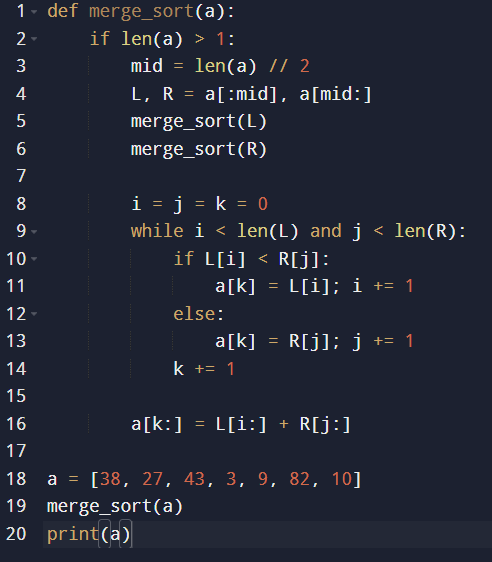 1 def merge_sort(a):
2     if len(a) > 1:
3         mid = len(a) // 2
4         L, R = a[:mid], a[mid:]
5         merge_sort(L)
6         merge_sort(R)
7
8         i = j = k = 0
9         while i < len(L) and j < len(R):
10             if L[i] < R[j]:
11                 a[k] = L[i]; i += 1
12             else:
13                 a[k] = R[j]; j += 1
14             k += 1
15
16         a[k:] = L[i:] + R[j:]
17
18 a = [38, 27, 43, 3, 9, 82, 10]
19 merge_sort(a)
20 print(a)